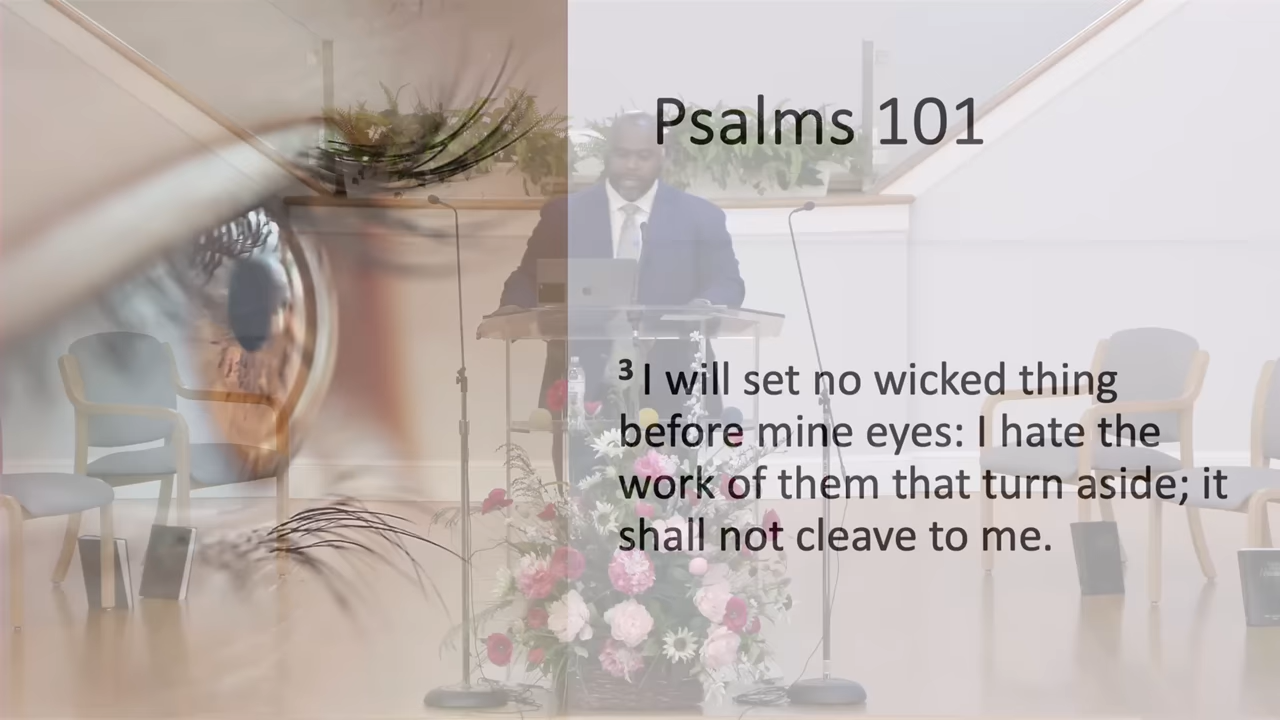 Psalms 101
³ I will set no wicked thing
before mine eyes: I hate the
work of them that turn aside; it
shall not cleave to me.